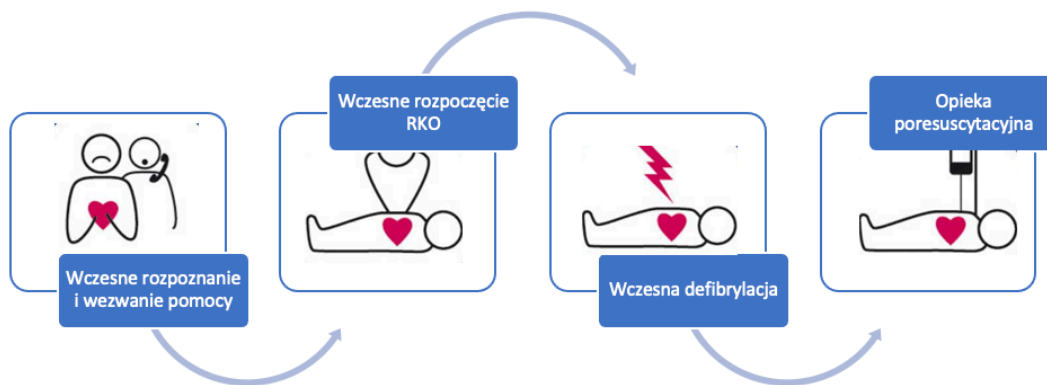 Wczesne rozpoznanie
i wezwanie pomocy
Wczesne rozpoczęcie
RKO
Wczesna defibrylacja
Opieka
poresuscytacyjna